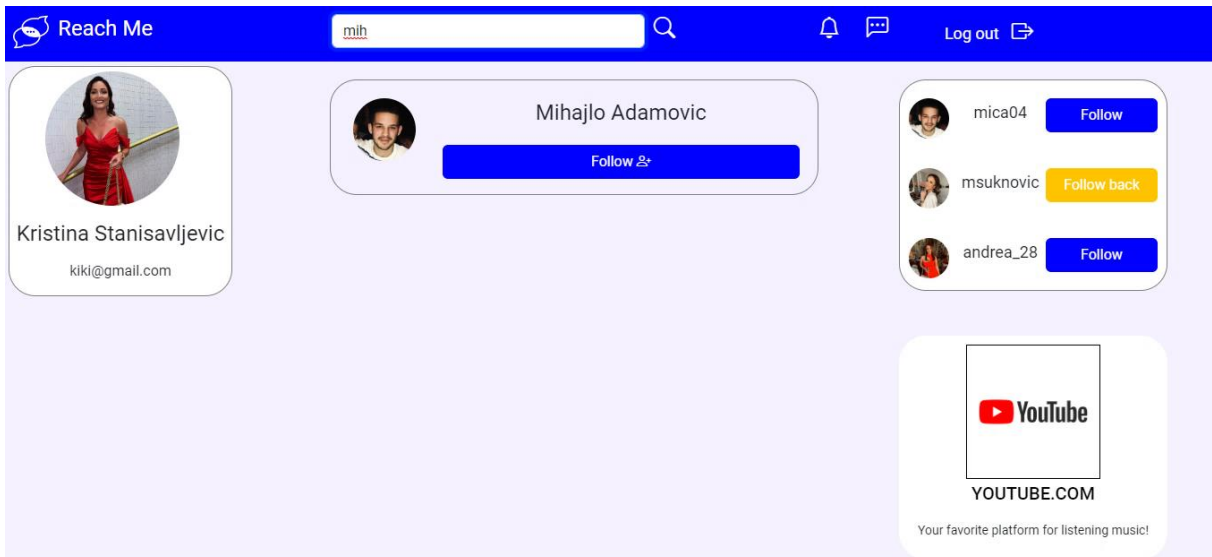 Reach Me
mih
Log out
Kristina Stanisavljevic
kiki@gmail.com
Mihajlo Adamovic
Follow
mica04
Follow
msuknovic
Follow back
andrea_28
Follow
YouTube
YOUTUBE.COM
Your favorite platform for listening music!